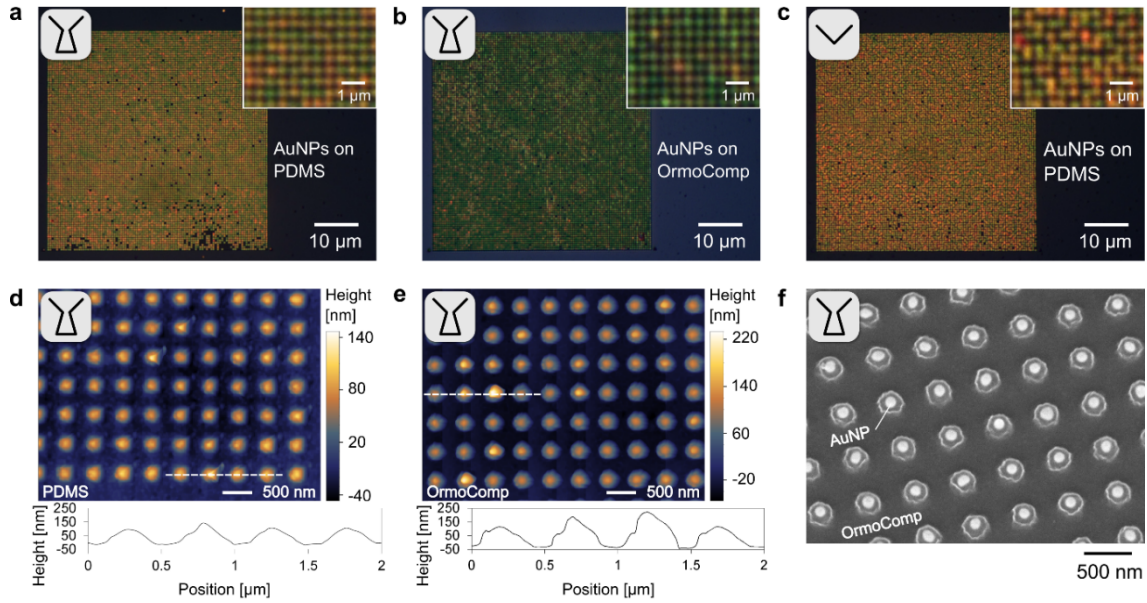 a
1 µm
AuNPs on
PDMS
10 µm
b
1 µm
AuNPs on
OrmoComp
10 µm
c
1 µm
AuNPs on
PDMS
10 µm
d
Height
[nm]
140
80
20
-40
PDMS
500 nm
Height [nm]
250
150
50
-50
0
0.5
1
1.5
2
Position [µm]
e
Height
[nm]
220
140
60
-20
OrmoComp
500 nm
Height [nm]
250
150
50
-50
0
0.5
1
1.5
2
Position [µm]
f
AuNP
OrmoComp
500 nm